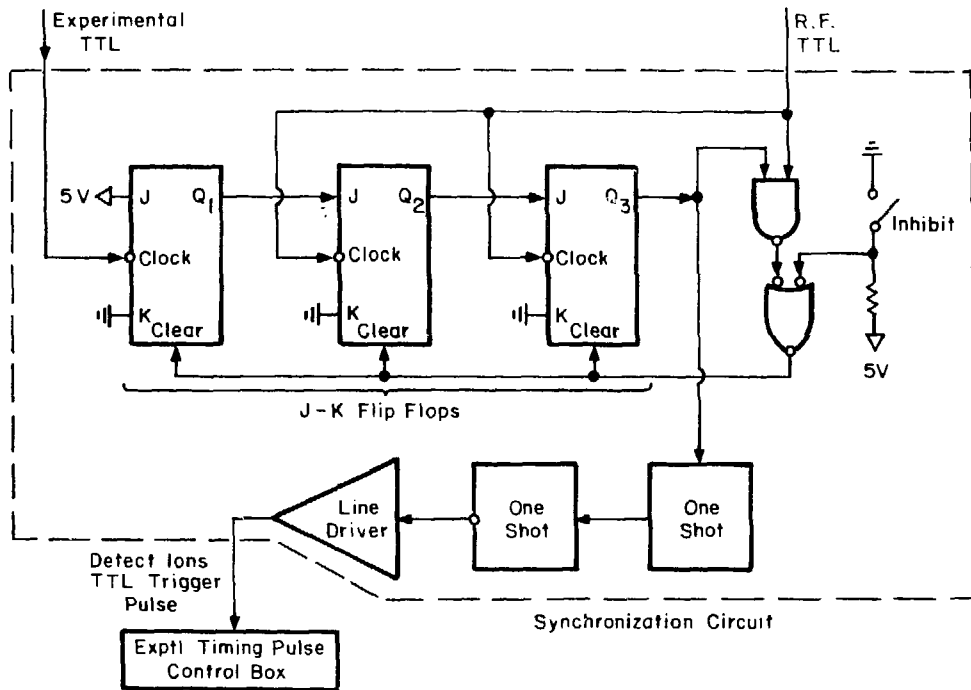 Experimental
TTL
R.F.
TTL
5V
J Q1
Clock
K
Clear
J Q2
Clock
K
Clear
J Q3
Clock
K
Clear
Inhibit
5V
J-K Flip Flops
Line
Driver
One
Shot
One
Shot
Detect Ions
TTL Trigger
Pulse
Synchronization Circuit
Exptl Timing Pulse
Control Box